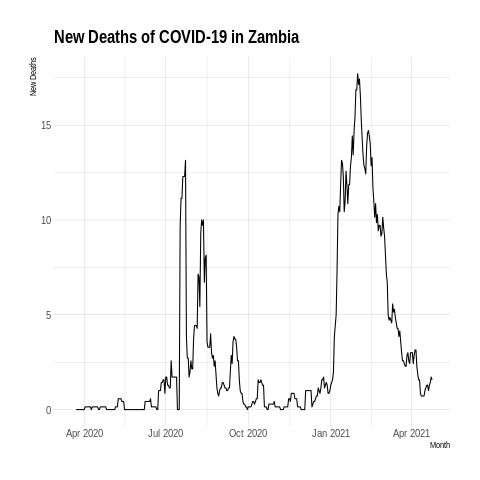 New Deaths of COVID-19 in Zambia
New Deaths
15
10
5
0
Apr 2020 Jul 2020 Oct 2020 Jan 2021 Apr 2021
Month